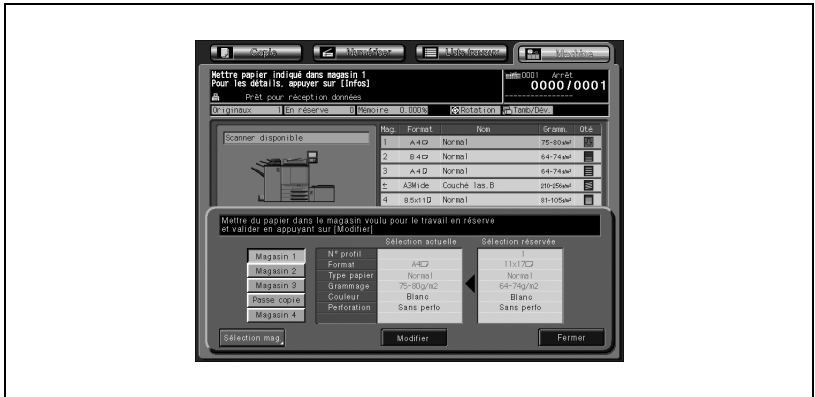 Copie Numériser Liste travaux Machine
Mettre papier indiqué dans magasin 1
Pour les détails, appuyer sur [Infos]
Prêt pour réception données
0001 Arrêt
0000/0001
Originaux 1 En réserve 0 Mémoire 0.000% Rotation Tamb/Dév.
Scanner disponible
Mag. Format Nom Gramm. Qté
1 A4 Normal 75-80g/m²
2 B4 Normal 64-74g/m²
3 A4 Normal 64-74g/m²
± A3Wide Couché las.B 210-256g/m²
4 8.5x11 Normal 81-105g/m²
Mettre du papier dans le magasin voulu pour le travail en réserve
et valider en appuyant sur [Modifier]
Sélection actuelle Sélection réservée
Magasin 1
Magasin 2
Magasin 3
Passe copie
Magasin 4
N° profil 1
Format A4 11x17
Type papier Normal Normal
Grammage 75-80g/m2 64-74g/m2
Couleur Blanc Blanc
Perforation Sans perfo Sans perfo
Sélection mag. Modifier Fermer